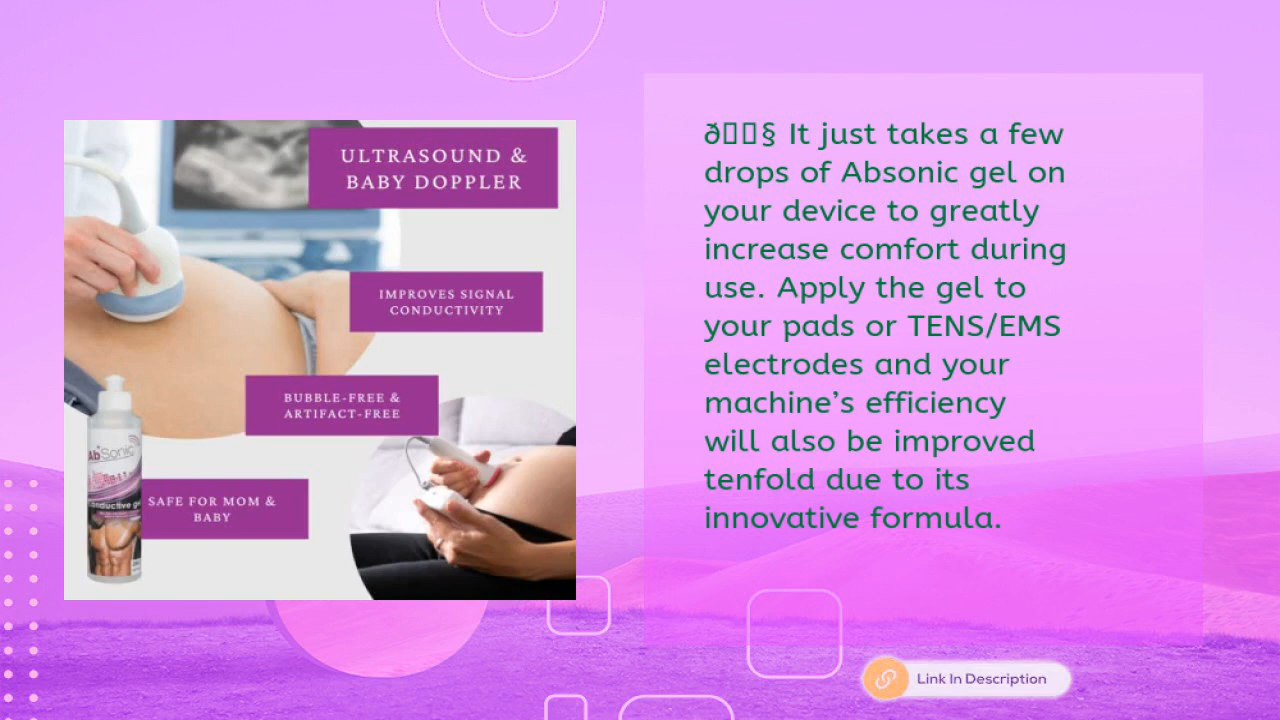 ULTRASOUND &
BABY DOPPLER
IMPROVES SIGNAL
CONDUCTIVITY
BUBBLE-FREE &
ARTIFACT-FREE
AbSonic
conductive gel
SAFE FOR MOM &
BABY
ð§ It just takes a few
drops of Absonic gel on
your device to greatly
increase comfort during
use. Apply the gel to
your pads or TENS/EMS
electrodes and your
machine’s efficiency
will also be improved
tenfold due to its
innovative formula.
Link In Description